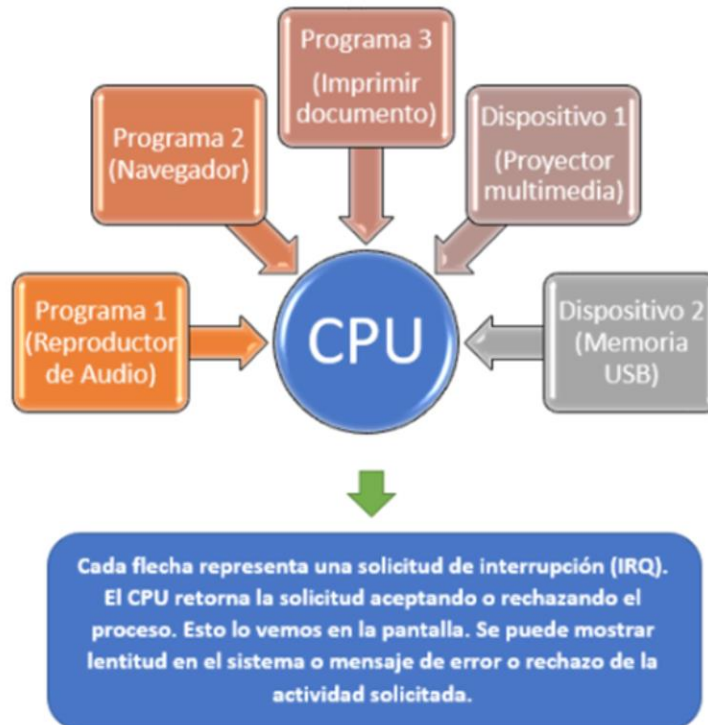 Programa 3
(Imprimir
documento)
Programa 2
(Navegador)
Dispositivo 1
(Proyector
multimedia)
Programa 1
(Reproductor
de Audio)
CPU
Dispositivo 2
(Memoria
USB)
Cada flecha representa una solicitud de interrupción (IRQ).
El CPU retorna la solicitud aceptando o rechazando el
proceso. Esto lo vemos en la pantalla. Se puede mostrar
lentitud en el sistema o mensaje de error o rechazo de la
actividad solicitada.